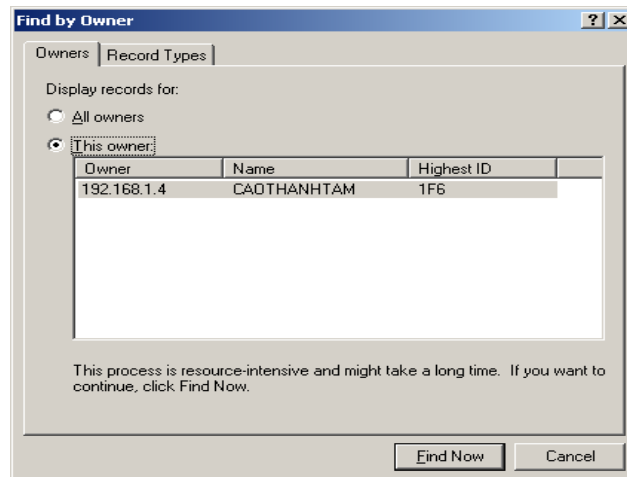 Find by Owner
Owners Record Types
Display records for:
All owners
This owner:
Owner Name Highest ID
192.168.1.4 CAOTHANHTAM 1F6
This process is resource-intensive and might take a long time. If you want to
continue, click Find Now.
Find Now Cancel